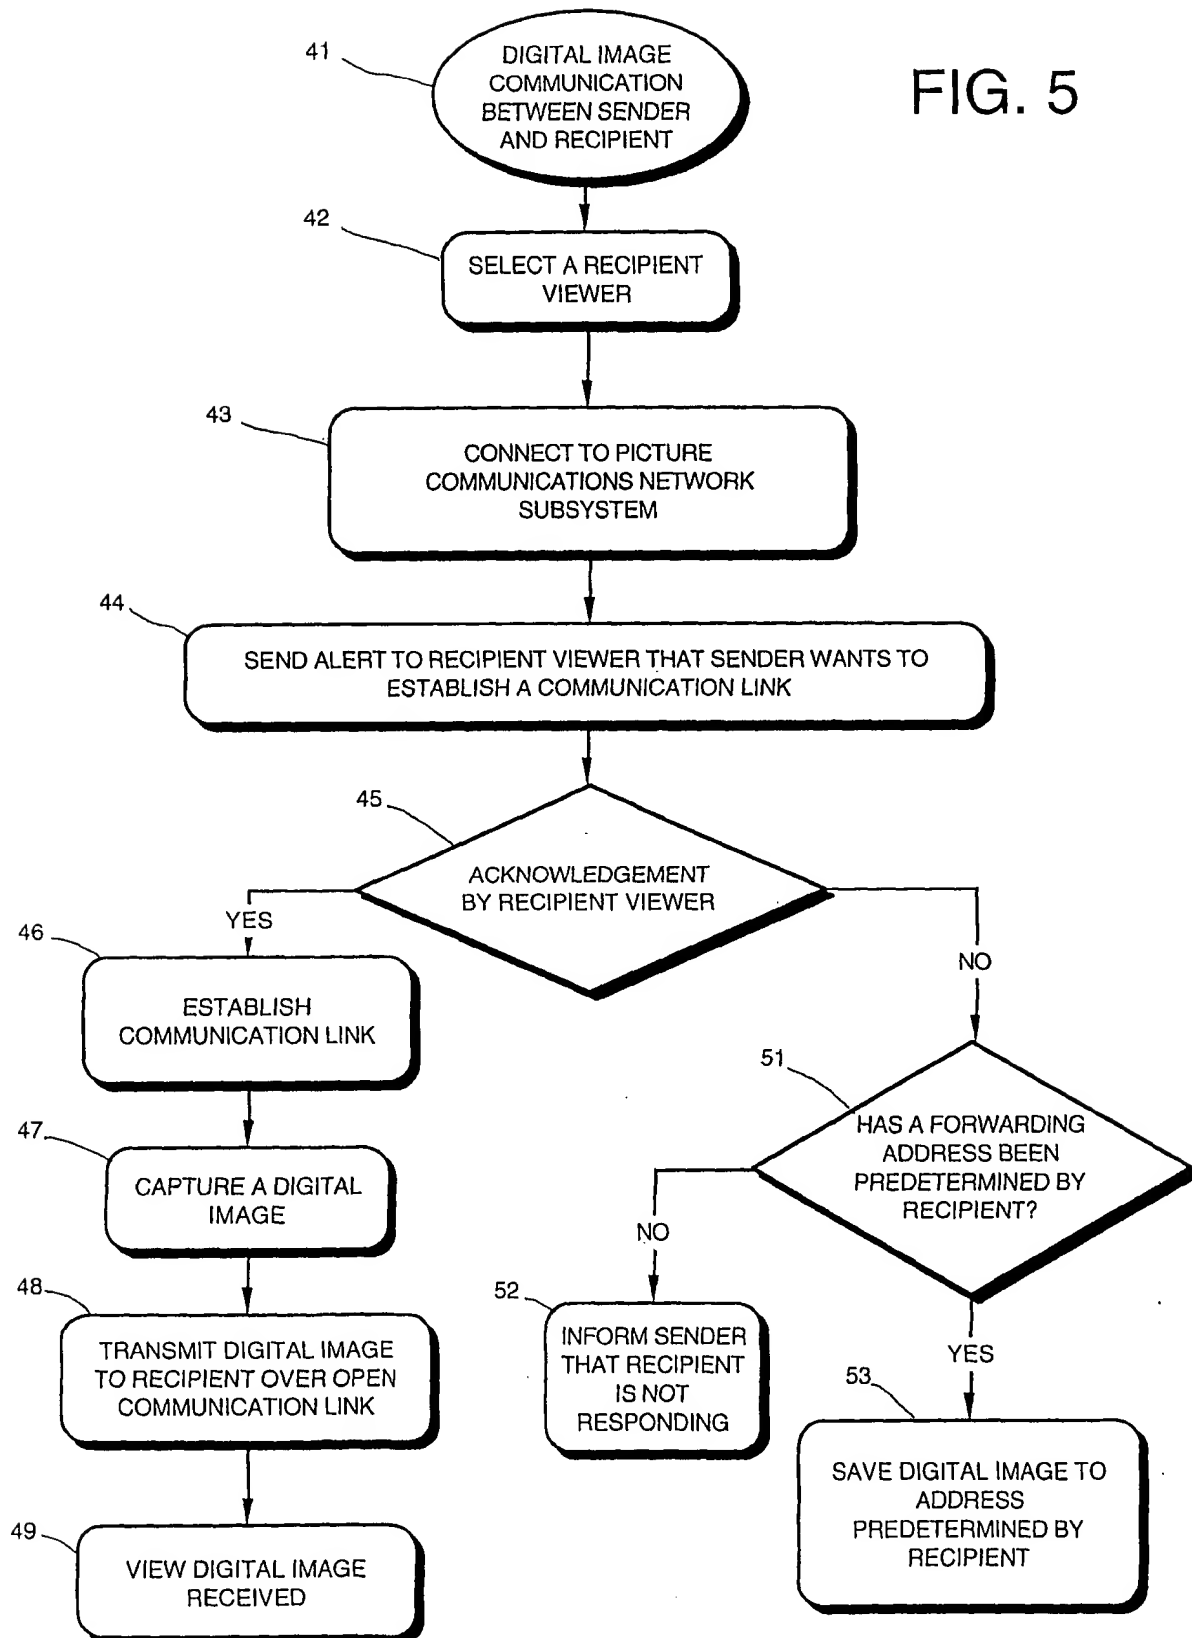 FIG. 5
41
DIGITAL IMAGE
COMMUNICATION
BETWEEN SENDER
AND RECIPIENT
42
SELECT A RECIPIENT
VIEWER
43
CONNECT TO PICTURE
COMMUNICATIONS NETWORK
SUBSYSTEM
44
SEND ALERT TO RECIPIENT VIEWER THAT SENDER WANTS TO
ESTABLISH A COMMUNICATION LINK
45
ACKNOWLEDGEMENT
BY RECIPIENT VIEWER
YES
46
ESTABLISH
COMMUNICATION LINK
47
CAPTURE A DIGITAL
IMAGE
48
TRANSMIT DIGITAL IMAGE
TO RECIPIENT OVER OPEN
COMMUNICATION LINK
49
VIEW DIGITAL IMAGE
RECEIVED
NO
51
HAS A FORWARDING
ADDRESS BEEN
PREDETERMINED BY
RECIPIENT?
NO
52
INFORM SENDER
THAT RECIPIENT
IS NOT
RESPONDING
YES
53
SAVE DIGITAL IMAGE TO
ADDRESS
PREDETERMINED BY
RECIPIENT